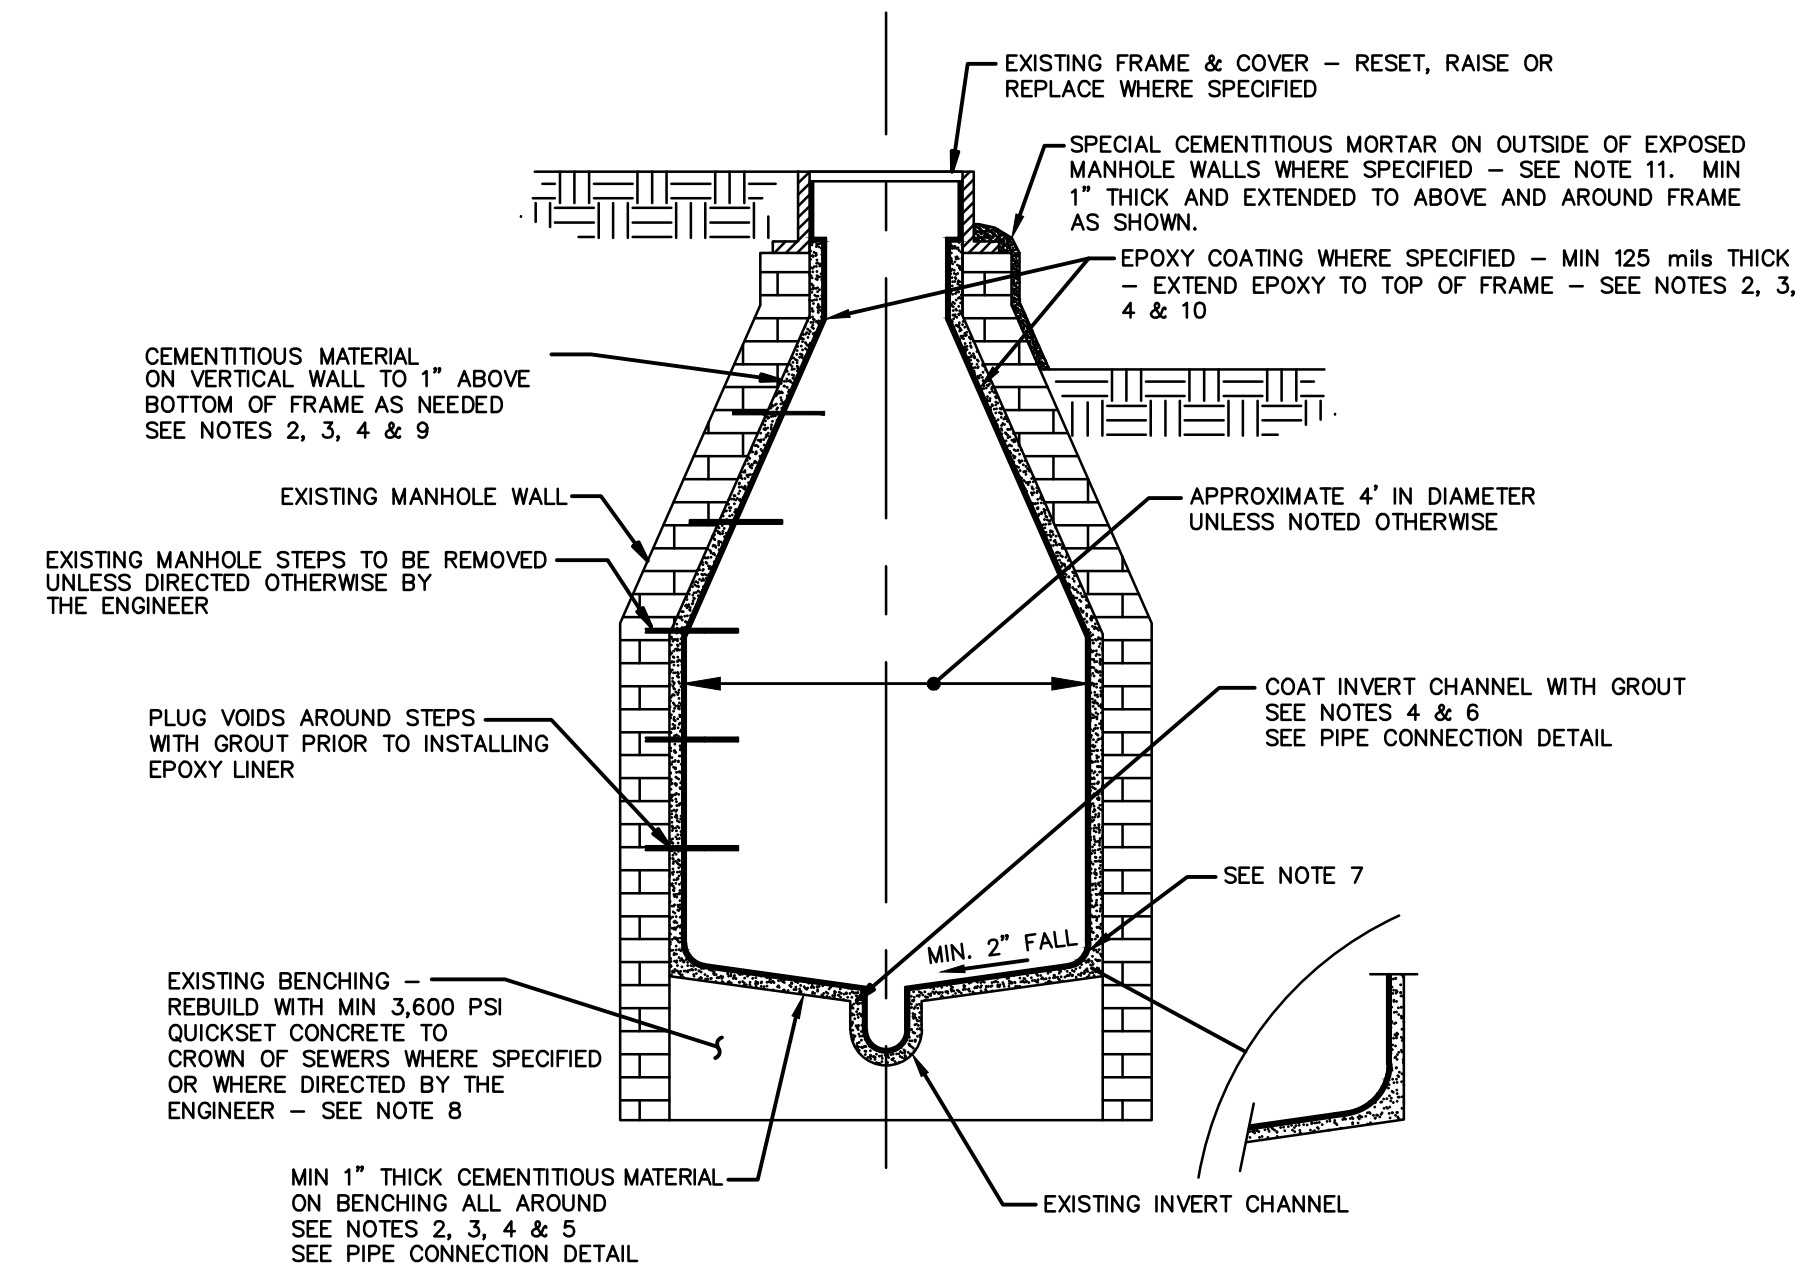 EXISTING FRAME & COVER – RESET, RAISE OR
REPLACE WHERE SPECIFIED
SPECIAL CEMENTITIOUS MORTAR ON OUTSIDE OF EXPOSED
MANHOLE WALLS WHERE SPECIFIED – SEE NOTE 11. MIN
1" THICK AND EXTENDED TO ABOVE AND AROUND FRAME
AS SHOWN.
EPOXY COATING WHERE SPECIFIED – MIN 125 mils THICK
– EXTEND EPOXY TO TOP OF FRAME – SEE NOTES 2, 3,
4 & 10
CEMENTITIOUS MATERIAL
ON VERTICAL WALL TO 1" ABOVE
BOTTOM OF FRAME AS NEEDED
SEE NOTES 2, 3, 4 & 9
EXISTING MANHOLE WALL
APPROXIMATE 4' IN DIAMETER
UNLESS NOTED OTHERWISE
EXISTING MANHOLE STEPS TO BE REMOVED
UNLESS DIRECTED OTHERWISE BY
THE ENGINEER
COAT INVERT CHANNEL WITH GROUT
SEE NOTES 4 & 6
SEE PIPE CONNECTION DETAIL
PLUG VOIDS AROUND STEPS
WITH GROUT PRIOR TO INSTALLING
EPOXY LINER
SEE NOTE 7
MIN. 2" FALL
EXISTING BENCHING –
REBUILD WITH MIN 3,600 PSI
QUICKSET CONCRETE TO
CROWN OF SEWERS WHERE SPECIFIED
OR WHERE DIRECTED BY THE
ENGINEER – SEE NOTE 8
MIN 1" THICK CEMENTITIOUS MATERIAL
ON BENCHING ALL AROUND
SEE NOTES 2, 3, 4 & 5
SEE PIPE CONNECTION DETAIL
EXISTING INVERT CHANNEL